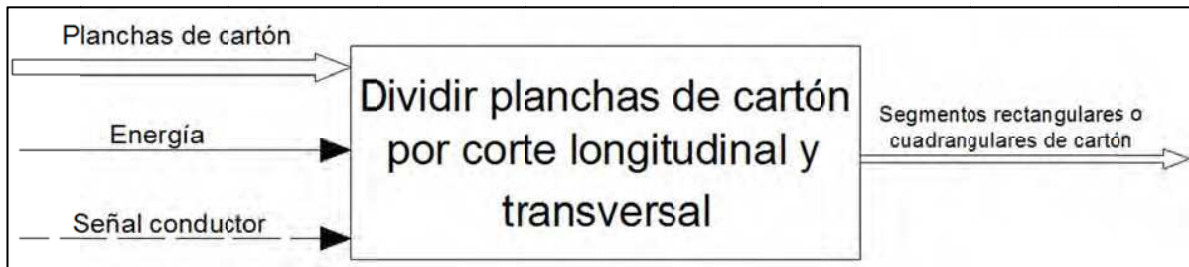 Planchas de cartón
Energía
Señal conductor
Dividir planchas de cartón
por corte longitudinal y
transversal
Segmentos rectangulares o
cuadrangulares de cartón